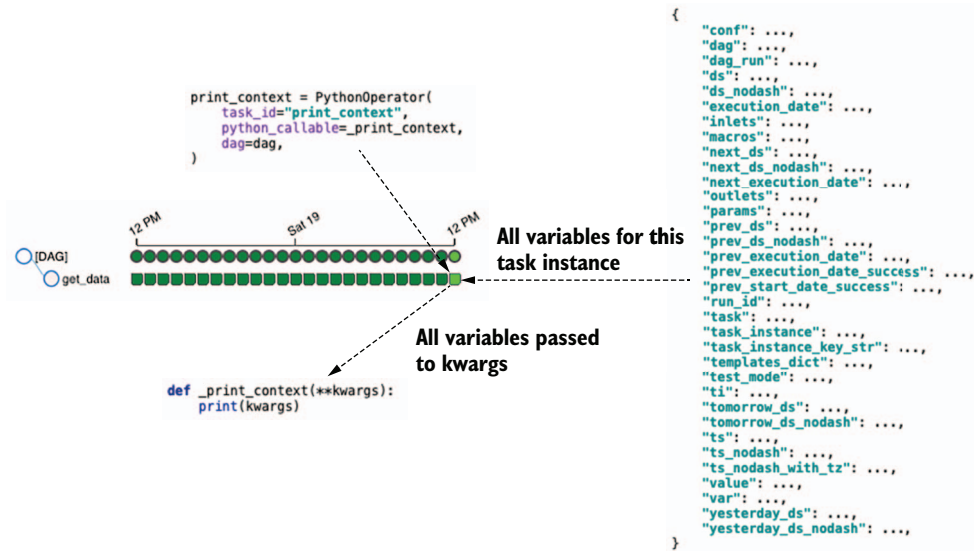 print_context = PythonOperator(
    task_id="print_context",
    python_callable=_print_context,
    dag=dag,
)
12 PM
Sat 19
12 PM
[DAG]
get_data
All variables for this
task instance
All variables passed
to kwargs
def _print_context(**kwargs):
    print(kwargs)
{
    "conf": ...,
    "dag": ...,
    "dag_run": ...,
    "ds": ...,
    "ds_nodash": ...,
    "execution_date": ...,
    "inlets": ...,
    "macros": ...,
    "next_ds": ...,
    "next_ds_nodash": ...,
    "next_execution_date": ...,
    "outlets": ...,
    "params": ...,
    "prev_ds": ...,
    "prev_ds_nodash": ...,
    "prev_execution_date": ...,
    "prev_execution_date_success": ...,
    "prev_start_date_success": ...,
    "run_id": ...,
    "task": ...,
    "task_instance": ...,
    "task_instance_key_str": ...,
    "templates_dict": ...,
    "test_mode": ...,
    "ti": ...,
    "tomorrow_ds": ...,
    "tomorrow_ds_nodash": ...,
    "ts": ...,
    "ts_nodash": ...,
    "ts_nodash_with_tz": ...,
    "value": ...,
    "var": ...,
    "yesterday_ds": ...,
    "yesterday_ds_nodash": ...,
}